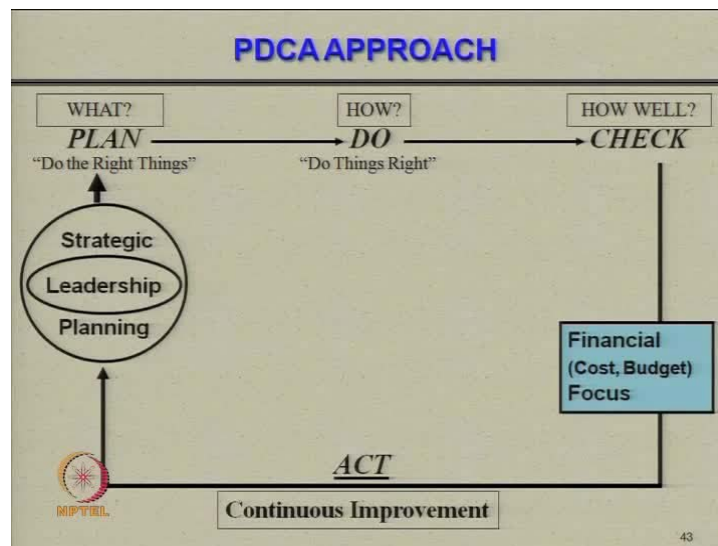 PDCA APPROACH
WHAT?
HOW?
HOW WELL?
PLAN
DO
CHECK
“Do the Right Things”
“Do Things Right”
Strategic
Leadership
Planning
Financial
(Cost, Budget)
Focus
ACT
Continuous Improvement
NPTEL
43